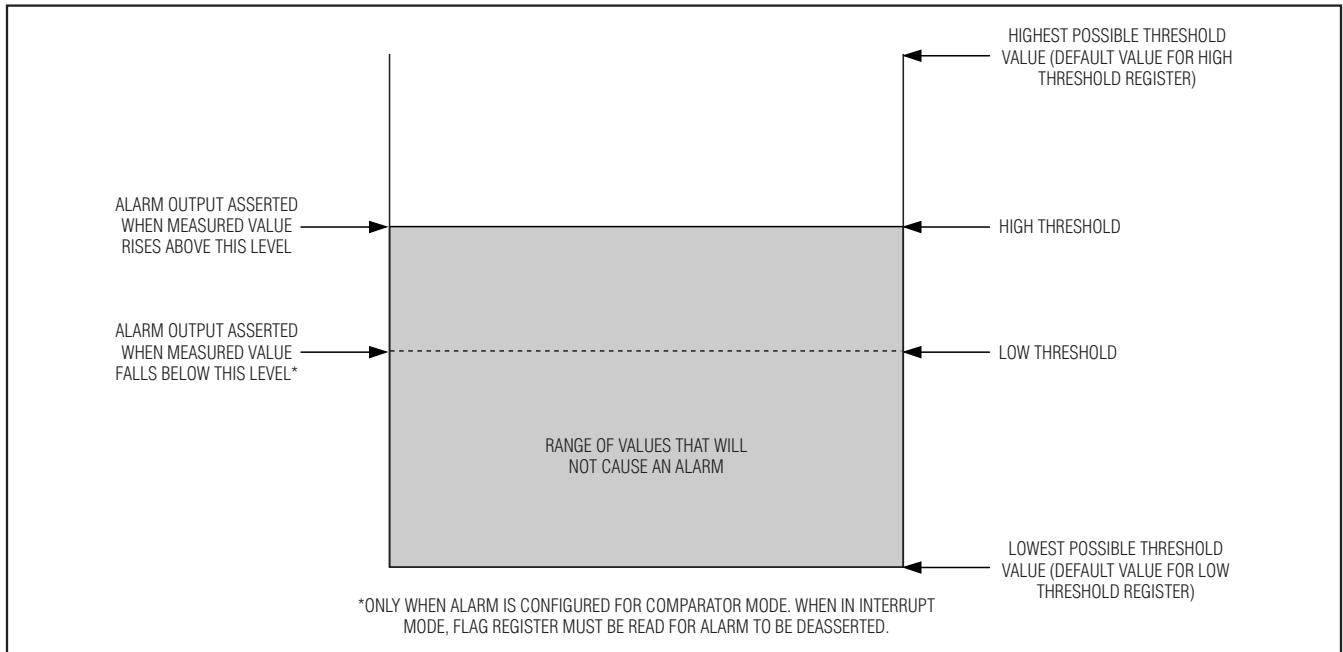 HIGHEST POSSIBLE THRESHOLD
VALUE (DEFAULT VALUE FOR HIGH
THRESHOLD REGISTER)
ALARM OUTPUT ASSERTED
WHEN MEASURED VALUE
RISES ABOVE THIS LEVEL
HIGH THRESHOLD
ALARM OUTPUT ASSERTED
WHEN MEASURED VALUE
FALLS BELOW THIS LEVEL*
LOW THRESHOLD
RANGE OF VALUES THAT WILL
NOT CAUSE AN ALARM
LOWEST POSSIBLE THRESHOLD
VALUE (DEFAULT VALUE FOR LOW
THRESHOLD REGISTER)
*ONLY WHEN ALARM IS CONFIGURED FOR COMPARATOR MODE. WHEN IN INTERRUPT
MODE, FLAG REGISTER MUST BE READ FOR ALARM TO BE DEASSERTED.